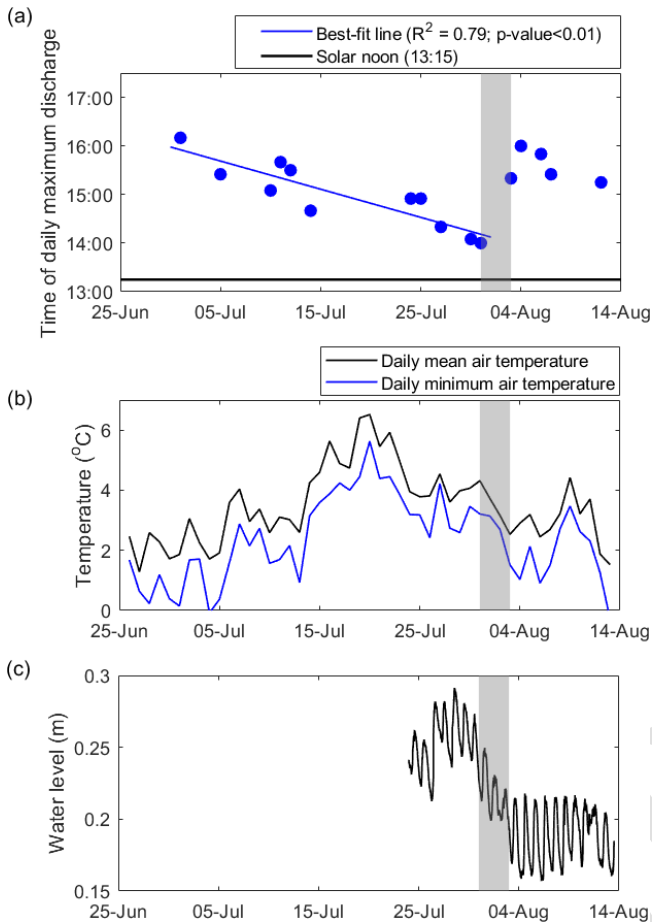 (a)
Best-fit line (R² = 0.79; p-value<0.01)
Solar noon (13:15)
Time of daily maximum discharge
17:00
16:00
15:00
14:00
13:00
25-Jun 05-Jul 15-Jul 25-Jul 04-Aug 14-Aug
Daily mean air temperature
Daily minimum air temperature
(b)
Temperature (°C)
6
4
2
0
25-Jun 05-Jul 15-Jul 25-Jul 04-Aug 14-Aug
(c)
Water level (m)
0.3
0.25
0.2
0.15
25-Jun 05-Jul 15-Jul 25-Jul 04-Aug 14-Aug